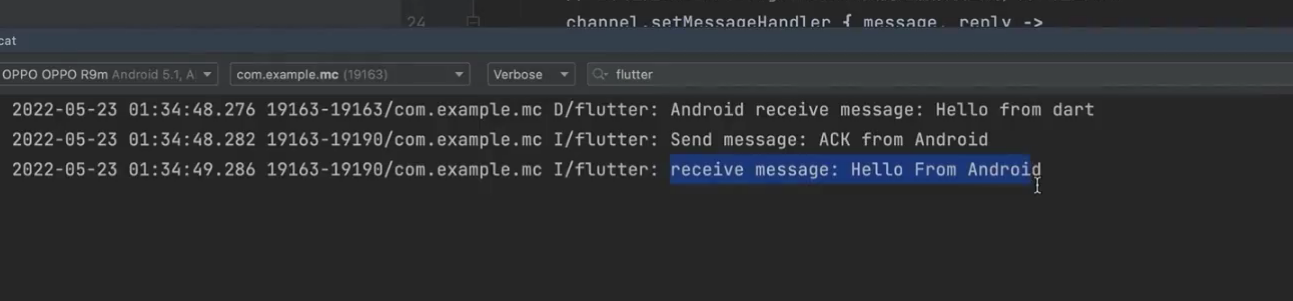 24 channel.setMessageHandler { message, reply ->
cat
OPPO OPPO R9m Android 5.1, A com.example.mc (19163) Verbose flutter
2022-05-23 01:34:48.276 19163-19163/com.example.mc D/flutter: Android receive message: Hello from dart
2022-05-23 01:34:48.282 19163-19190/com.example.mc I/flutter: Send message: ACK from Android
2022-05-23 01:34:49.286 19163-19190/com.example.mc I/flutter: receive message: Hello From Android